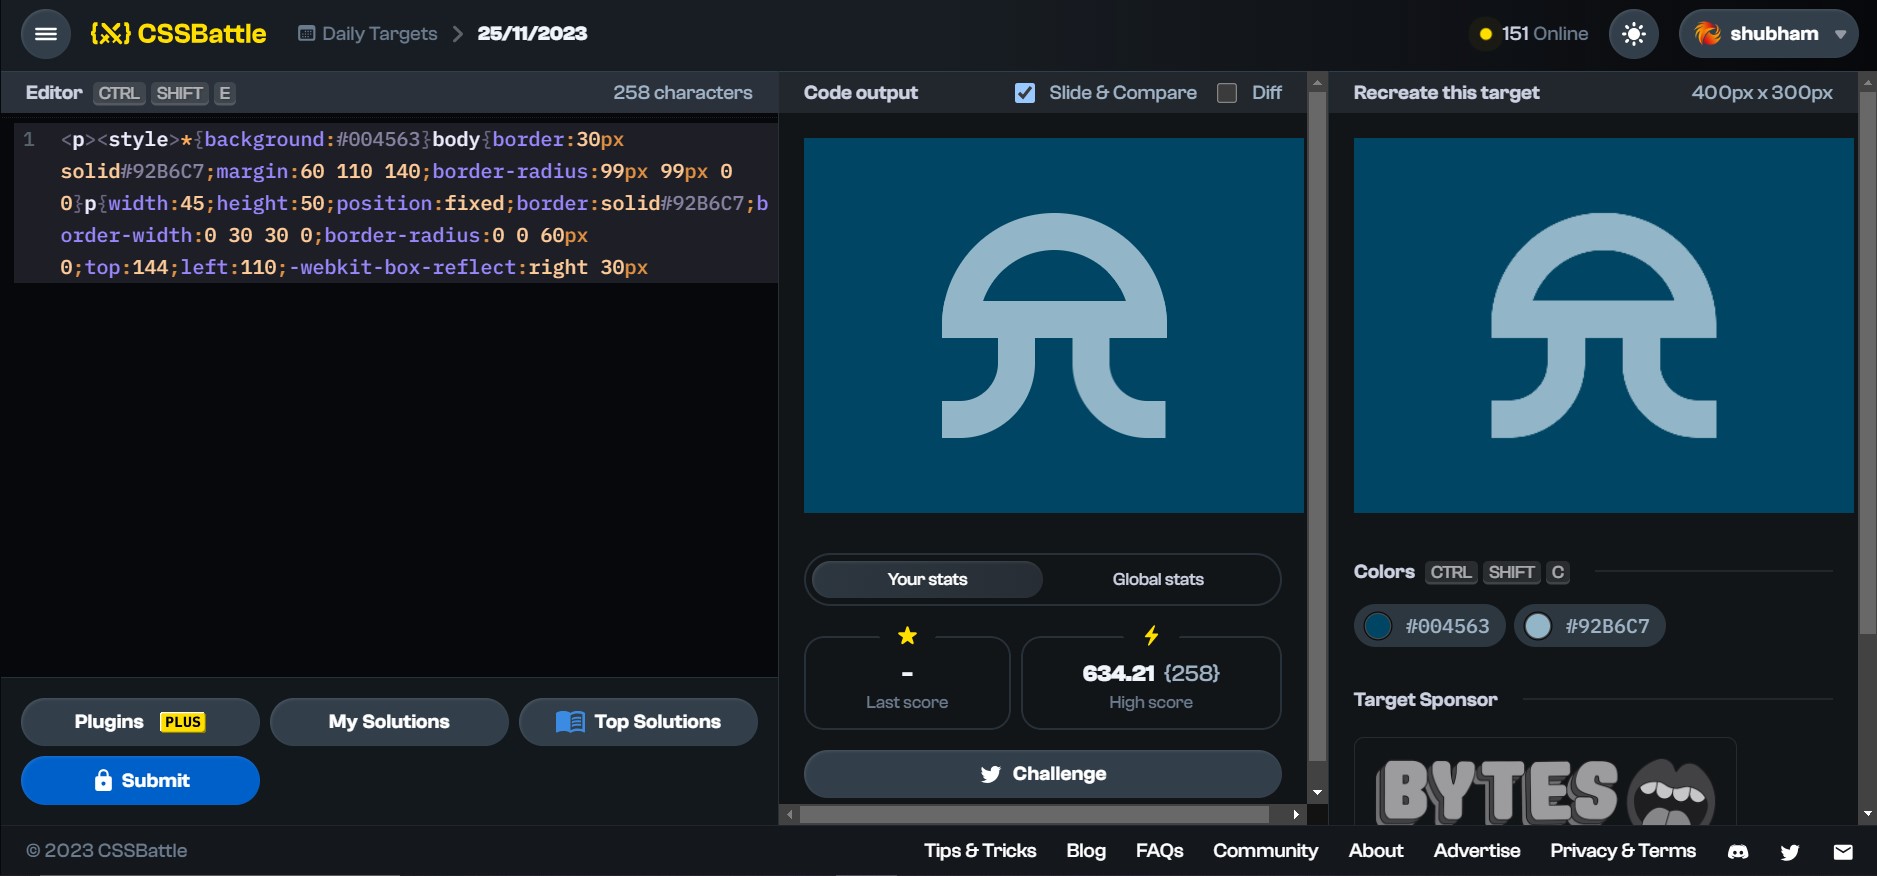 {X} CSSBattle
Daily Targets > 25/11/2023
151 Online
shubham
Editor CTRL SHIFT E
258 characters
1 <p><style>*{background:#004563}body{border:30px
solid#92B6C7;margin:60 110 140;border-radius:99px 99px 0
0}p{width:45;height:50;position:fixed;border:solid#92B6C7;b
order-width:0 30 30 0;border-radius:0 0 60px
0;top:144;left:110;-webkit-box-reflect:right 30px
Plugins PLUS
My Solutions
Top Solutions
Submit
Code output
Slide & Compare
Diff
Your stats
Global stats
-
Last score
634.21 {258}
High score
Challenge
Recreate this target
400px x 300px
Colors CTRL SHIFT C
#004563
#92B6C7
Target Sponsor
BYTES
© 2023 CSSBattle
Tips & Tricks
Blog
FAQs
Community
About
Advertise
Privacy & Terms